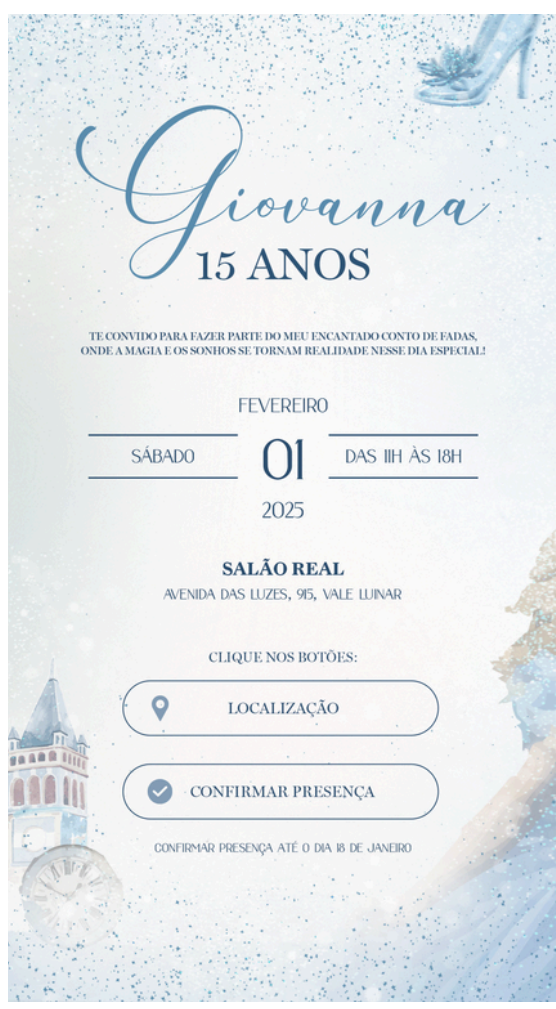 Giovanna
15 ANOS
TE CONVIDO PARA FAZER PARTE DO MEU ENCANTADO CONTO DE FADAS,
ONDE A MAGIA E OS SONHOS SE TORNAM REALIDADE NESSE DIA ESPECIAL!
FEVEREIRO
SÁBADO 01 DAS 11H ÀS 18H
2025
SALÃO REAL
AVENIDA DAS LUZES, 915, VALE LUINAR
CLIQUE NOS BOTÕES:
LOCALIZAÇÃO
CONFIRMAR PRESENÇA
CONFIRMAR PRESENÇA ATÉ O DIA 18 DE JANEIRO